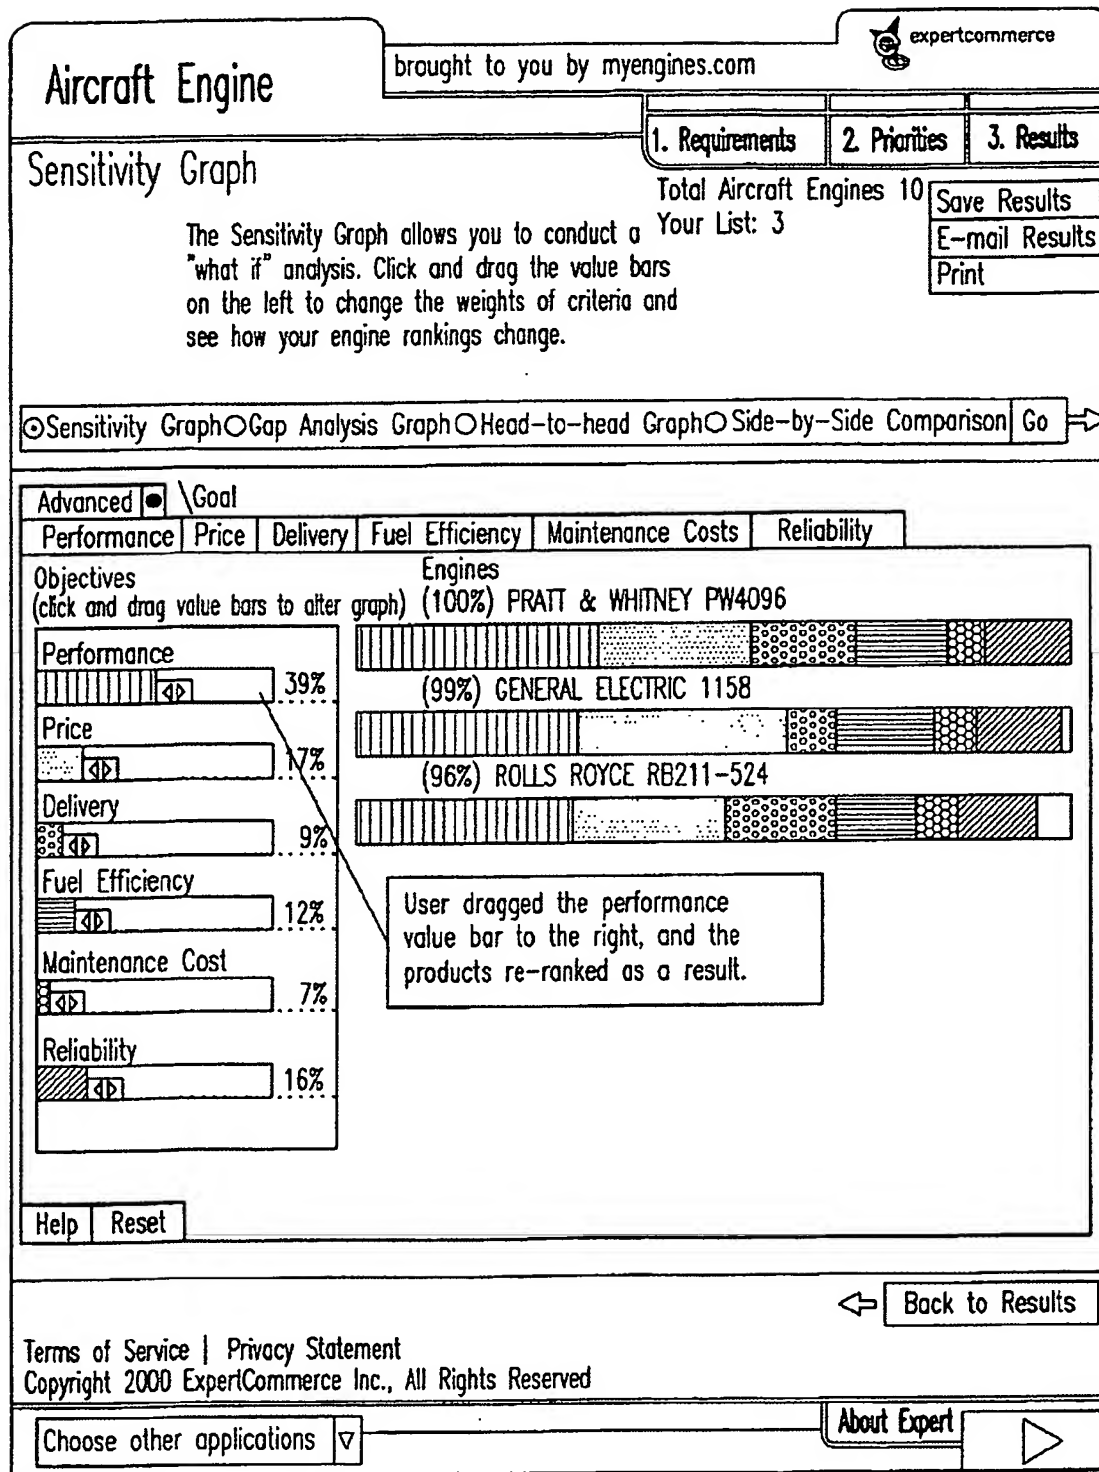 expertcommerce
Aircraft Engine
brought to you by myengines.com
1. Requirements
2. Priorities
3. Results
Sensitivity Graph
Total Aircraft Engines 10
Your List: 3
Save Results
E-mail Results
Print
The Sensitivity Graph allows you to conduct a
"what if" analysis. Click and drag the value bars
on the left to change the weights of criteria and
see how your engine rankings change.
Sensitivity Graph Gap Analysis Graph Head-to-head Graph Side-by-Side Comparison Go
Advanced \Goal
Performance Price Delivery Fuel Efficiency Maintenance Costs Reliability
Objectives
(click and drag value bars to alter graph)
Engines
(100%) PRATT & WHITNEY PW4096
(99%) GENERAL ELECTRIC 1158
(96%) ROLLS ROYCE RB211-524
Performance
39%
Price
17%
Delivery
9%
Fuel Efficiency
12%
Maintenance Cost
7%
Reliability
16%
User dragged the performance
value bar to the right, and the
products re-ranked as a result.
Help Reset
Back to Results
Terms of Service | Privacy Statement
Copyright 2000 ExpertCommerce Inc., All Rights Reserved
About Expert
Choose other applications